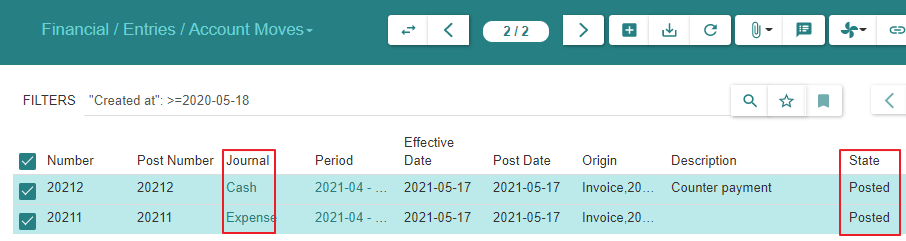 Financial / Entries / Account Moves
2 / 2
FILTERS "Created at": >=2020-05-18
Number Post Number Journal Period Effective Date Post Date Origin Description State
20212 20212 Cash 2021-04 - ... 2021-05-17 2021-05-17 Invoice,20... Counter payment Posted
20211 20211 Expense 2021-04 - ... 2021-05-17 2021-05-17 Invoice,20... Posted